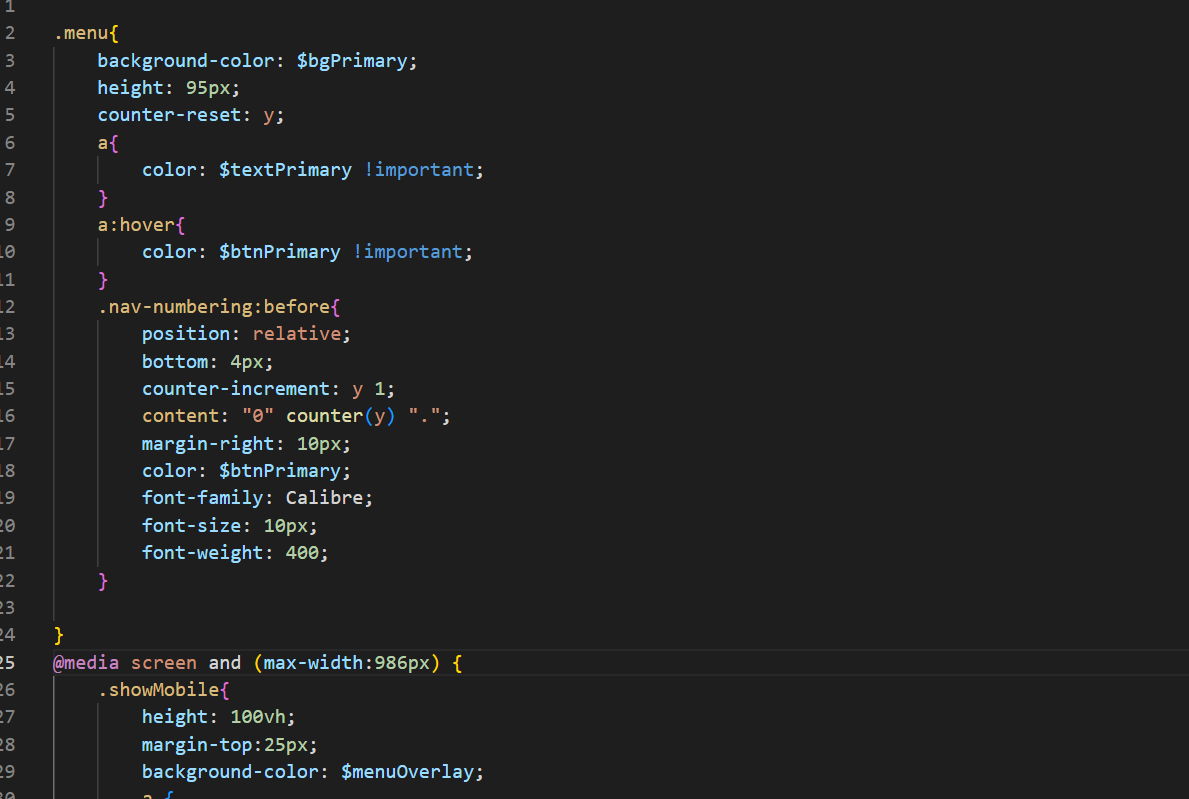 1
2 .menu{
3 background-color: $bgPrimary;
4 height: 95px;
5 counter-reset: y;
6 a{
7 color: $textPrimary !important;
8 }
9 a:hover{
10 color: $btnPrimary !important;
11 }
12 .nav-numbering:before{
13 position: relative;
14 bottom: 4px;
15 counter-increment: y 1;
16 content: "0" counter(y) ".";
17 margin-right: 10px;
18 color: $btnPrimary;
19 font-family: Calibre;
20 font-size: 10px;
21 font-weight: 400;
22 }
23
24 }
25 @media screen and (max-width:986px) {
26 .showMobile{
27 height: 100vh;
28 margin-top:25px;
29 background-color: $menuOverlay;
30 a {